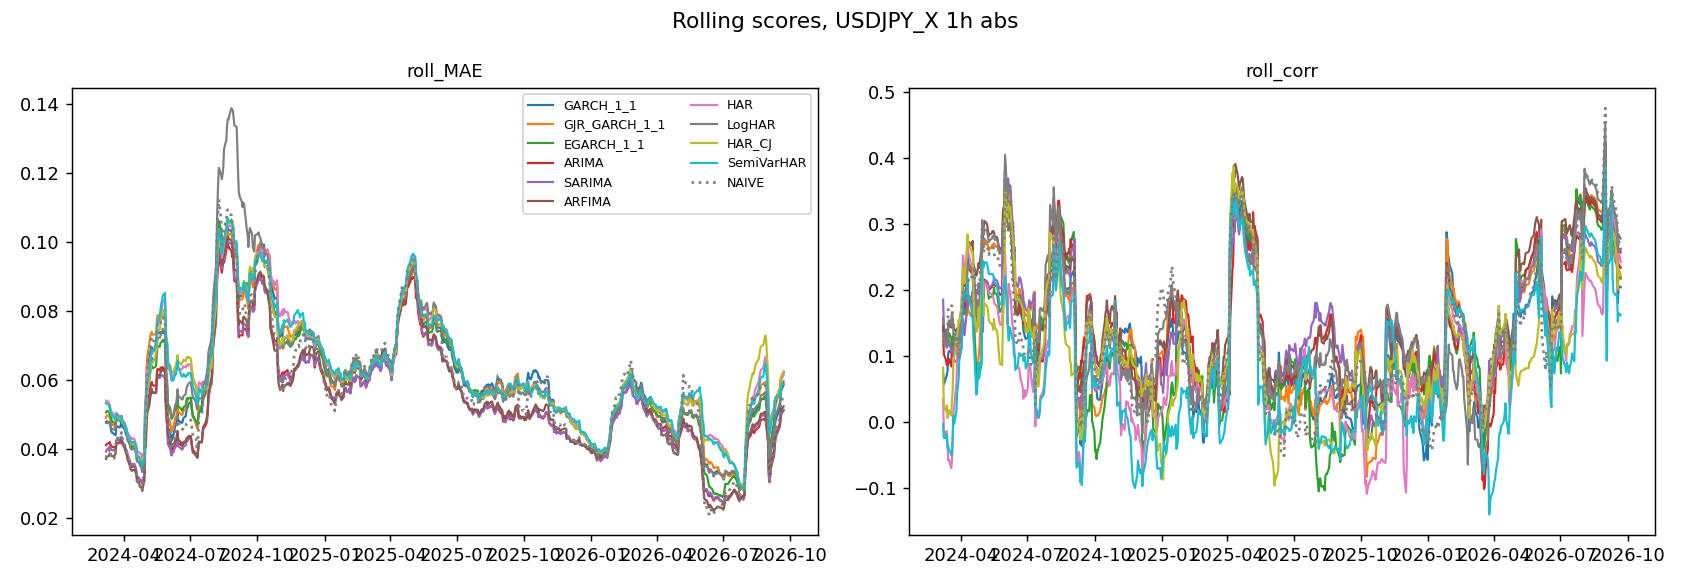 Rolling scores, USDJPY_X 1h abs
roll_MAE
0.14
0.12
0.10
0.08
0.06
0.04
0.02
GARCH_1_1
GJR_GARCH_1_1
EGARCH_1_1
ARIMA
SARIMA
ARFIMA
HAR
LogHAR
HAR_CJ
SemiVarHAR
NAIVE
2024-04
2024-07
2024-10
2025-01
2025-04
2025-07
2025-10
2026-01
2026-04
2026-07
2026-10
roll_corr
0.5
0.4
0.3
0.2
0.1
0.0
−0.1
2024-04
2024-07
2024-10
2025-01
2025-04
2025-07
2025-10
2026-01
2026-04
2026-07
2026-10